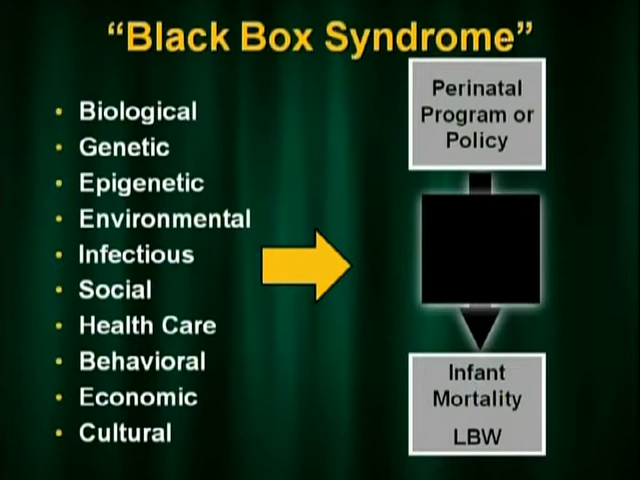 “Black Box Syndrome”
• Biological
• Genetic
• Epigenetic
• Environmental
• Infectious
• Social
• Health Care
• Behavioral
• Economic
• Cultural
Perinatal
Program or
Policy
Infant
Mortality
LBW